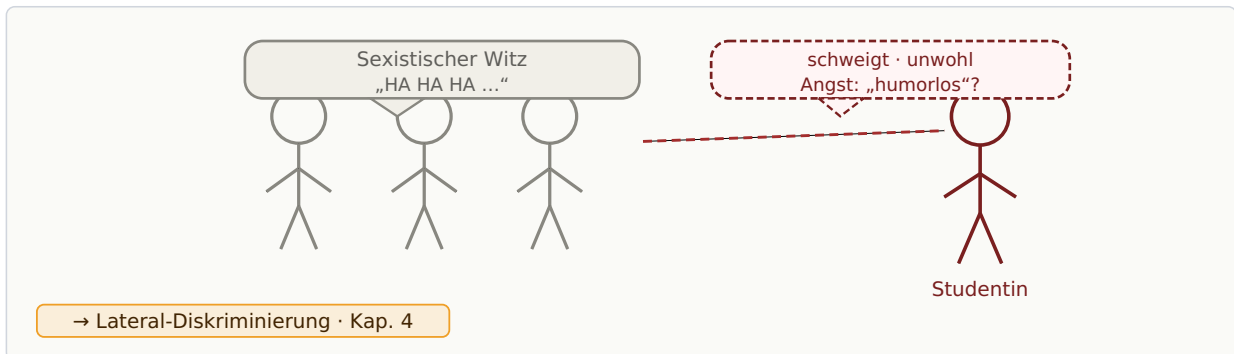 Sexistischer Witz
„HA HA HA ...“
schweigt · unwohl
Angst: „humorlos“?
Studentin
→ Lateral-Diskriminierung · Kap. 4